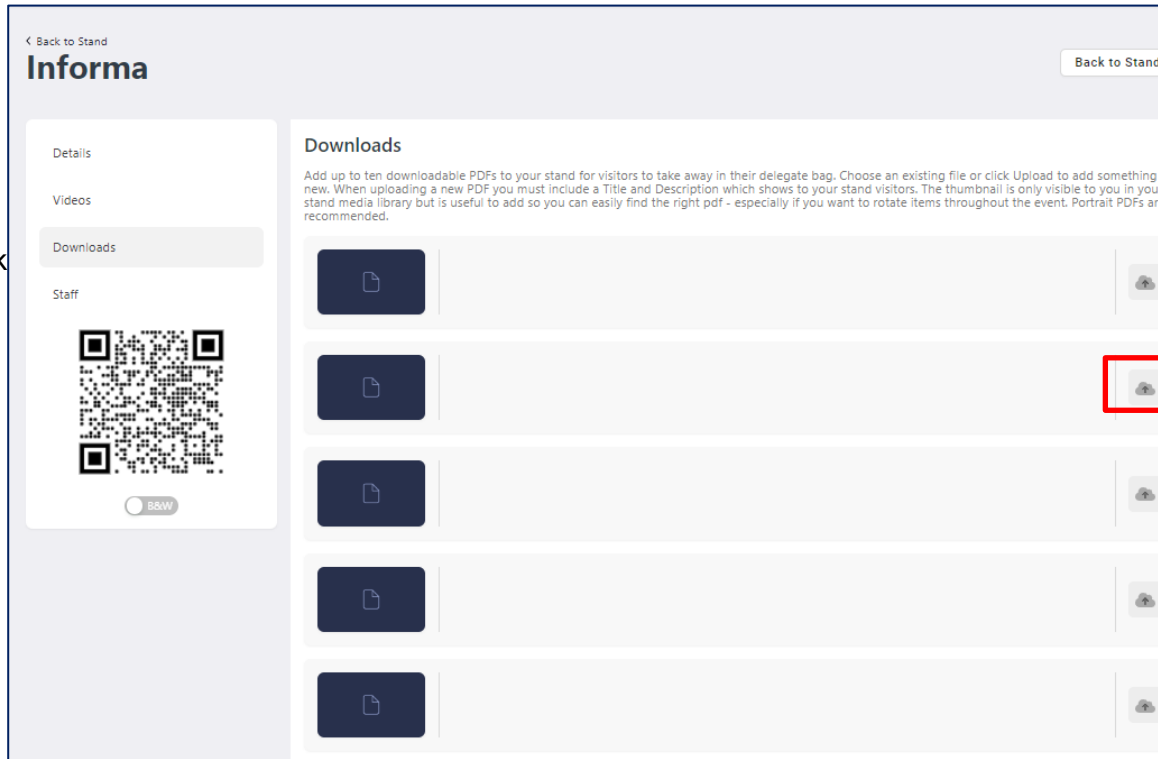 Back to Stand
Informa
Back to Stand
Details
Videos
Downloads
Staff
B&W
Downloads
Add up to ten downloadable PDFs to your stand for visitors to take away in their delegate bag. Choose an existing file or click Upload to add something
new. When uploading a new PDF you must include a Title and Description which shows to your stand visitors. The thumbnail is only visible to you in you
stand media library but is useful to add so you can easily find the right pdf - especially if you want to rotate items throughout the event. Portrait PDFs ar
recommended.
k